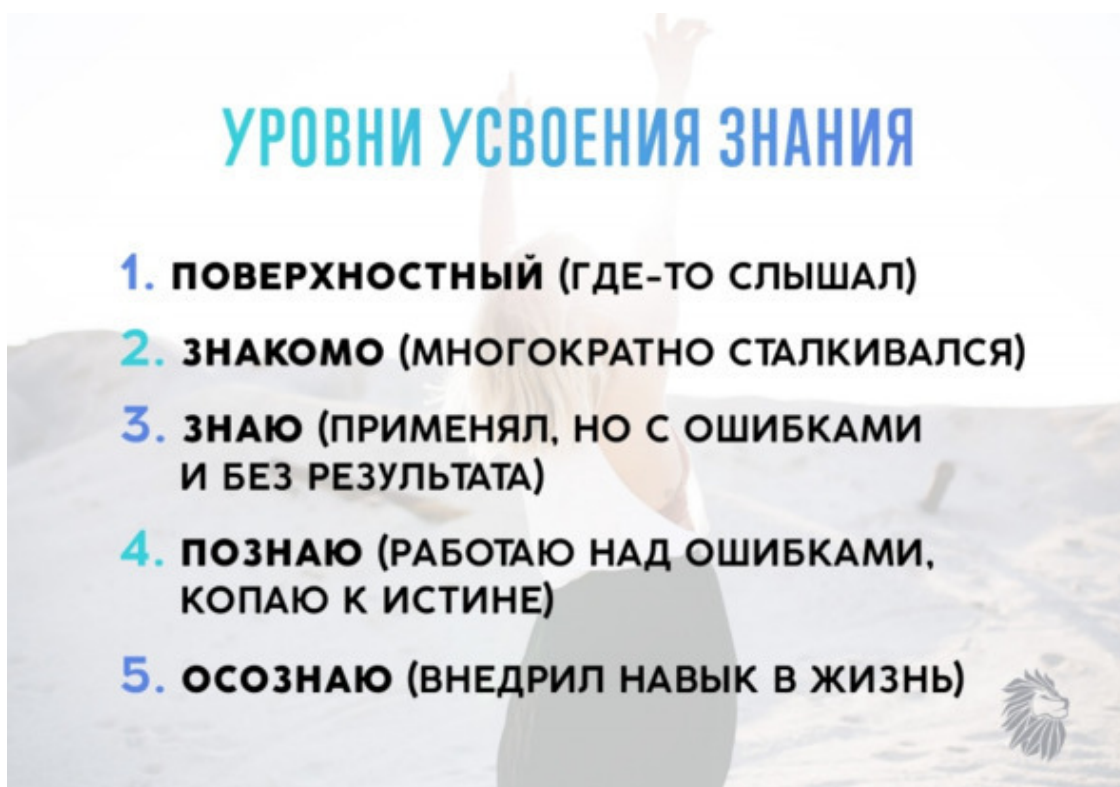 УРОВНИ УСВОЕНИЯ ЗНАНИЯ
1. ПОВЕРХНОСТНЫЙ (ГДЕ-ТО СЛЫШАЛ)
2. ЗНАКОМО (МНОГОКРАТНО СТАЛКИВАЛСЯ)
3. ЗНАЮ (ПРИМЕНЯЛ, НО С ОШИБКАМИ
И БЕЗ РЕЗУЛЬТАТА)
4. ПОЗНАЮ (РАБОТАЮ НАД ОШИБКАМИ,
КОПАЮ К ИСТИНЕ)
5. ОСОЗНАЮ (ВНЕДРИЛ НАВЫК В ЖИЗНЬ)